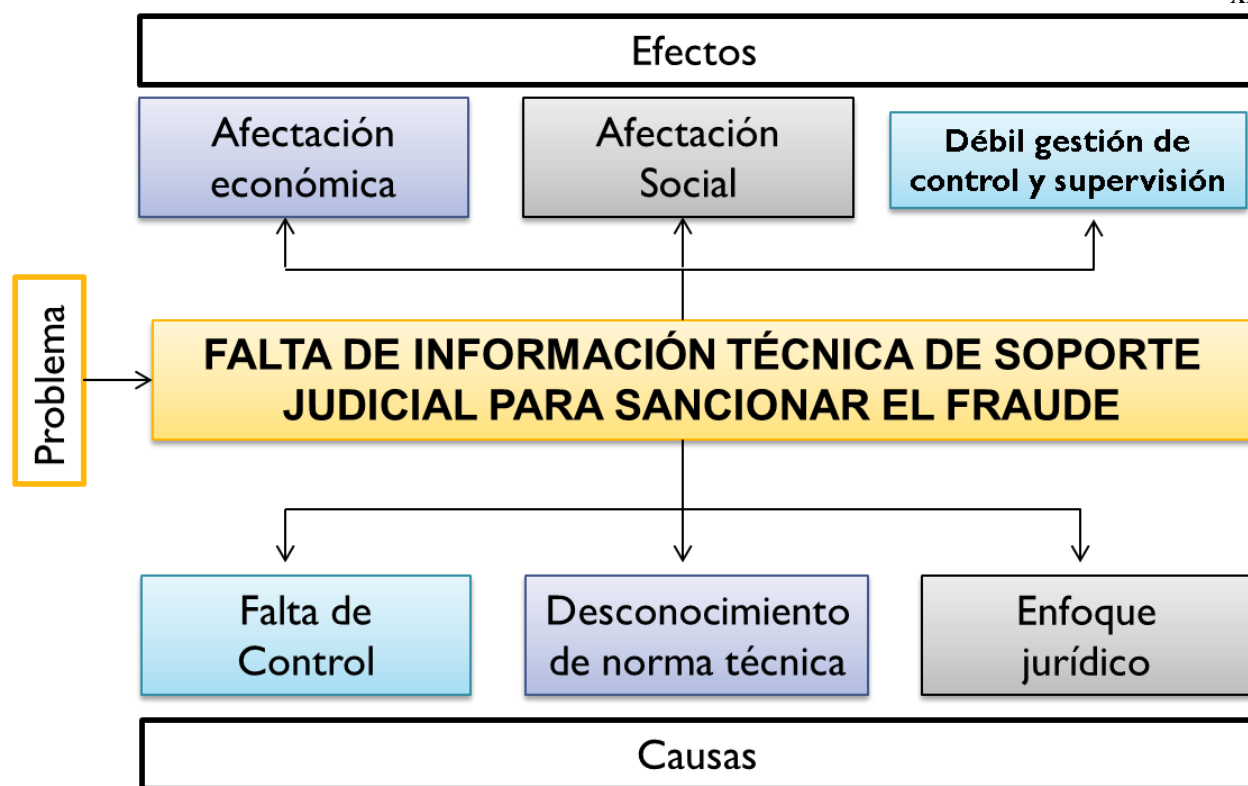 Efectos
Afectación
económica
Afectación
Social
Débil gestión de
control y supervisión
Problema
FALTA DE INFORMACIÓN TÉCNICA DE SOPORTE
JUDICIAL PARA SANCIONAR EL FRAUDE
Falta de
Control
Desconocimiento
de norma técnica
Enfoque
jurídico
Causas